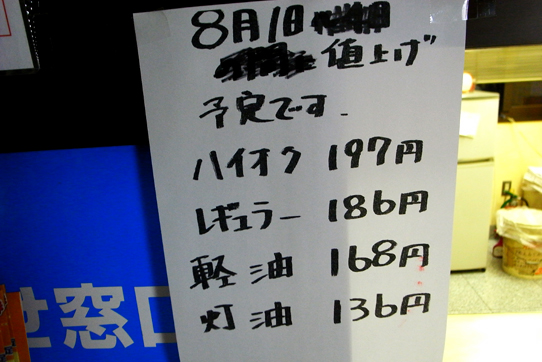 8月1日
値上げ
予定です.
ハイオク 197円
レギュラー 186円
軽油 168円
灯油 136円
せ窓口